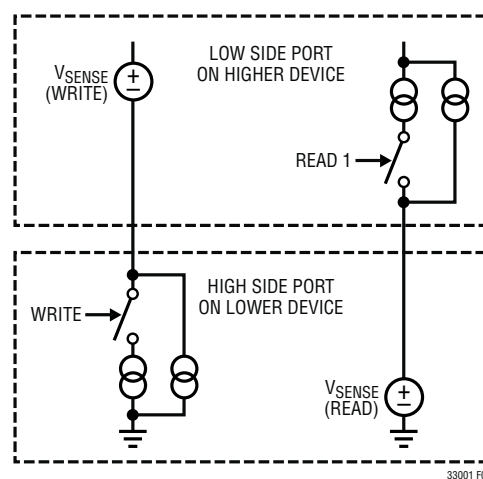 LOW SIDE PORT
ON HIGHER DEVICE
VSENSE
(WRITE)
+
−
READ 1
HIGH SIDE PORT
ON LOWER DEVICE
WRITE
VSENSE
(READ)
+
−